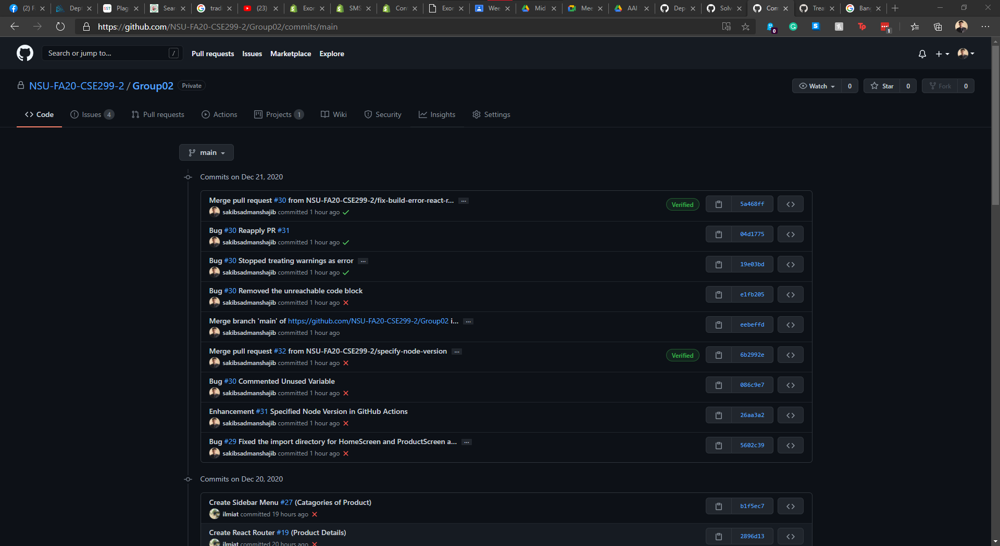 (2) F
Dept
Plag
Sear
trad
(23)
Exor
SMS
Con
Exor
Wee
Mid
Mee
AAI
Dep
Solv
Com
Trea
Bang
https://github.com/NSU-FA20-CSE299-2/Group02/commits/main
0
1
Search or jump to...
/
Pull requests
Issues
Marketplace
Explore
NSU-FA20-CSE299-2 / Group02
Private
Watch
0
Star
0
Fork
0
Code
Issues 4
Pull requests
Actions
Projects 1
Wiki
Security
Insights
Settings
main
Commits on Dec 21, 2020
Merge pull request #30 from NSU-FA20-CSE299-2/fix-build-error-react-r... ...
sakibsadmanshajib committed 1 hour ago
Verified
5a468ff
Bug #30 Reapply PR #31
sakibsadmanshajib committed 1 hour ago
04d1775
Bug #30 Stopped treating warnings as error ...
sakibsadmanshajib committed 1 hour ago
19e03bd
Bug #30 Removed the unreachable code block
sakibsadmanshajib committed 1 hour ago
e1fb205
Merge branch 'main' of https://github.com/NSU-FA20-CSE299-2/Group02 i... ...
sakibsadmanshajib committed 1 hour ago
eebeffd
Merge pull request #32 from NSU-FA20-CSE299-2/specify-node-version ...
sakibsadmanshajib committed 1 hour ago
Verified
6b2992e
Bug #30 Commented Unused Variable
sakibsadmanshajib committed 1 hour ago
086c9e7
Enhancement #31 Specified Node Version in GitHub Actions
sakibsadmanshajib committed 1 hour ago
26aa3a2
Bug #29 Fixed the import directory for HomeScreen and ProductScreen a... ...
sakibsadmanshajib committed 1 hour ago
5602c39
Commits on Dec 20, 2020
Create Sidebar Menu #27 (Catagories of Product)
ilmiat committed 19 hours ago
b1f5ec7
Create React Router #19 (Product Details)
ilmiat committed 20 hours ago
2896d13